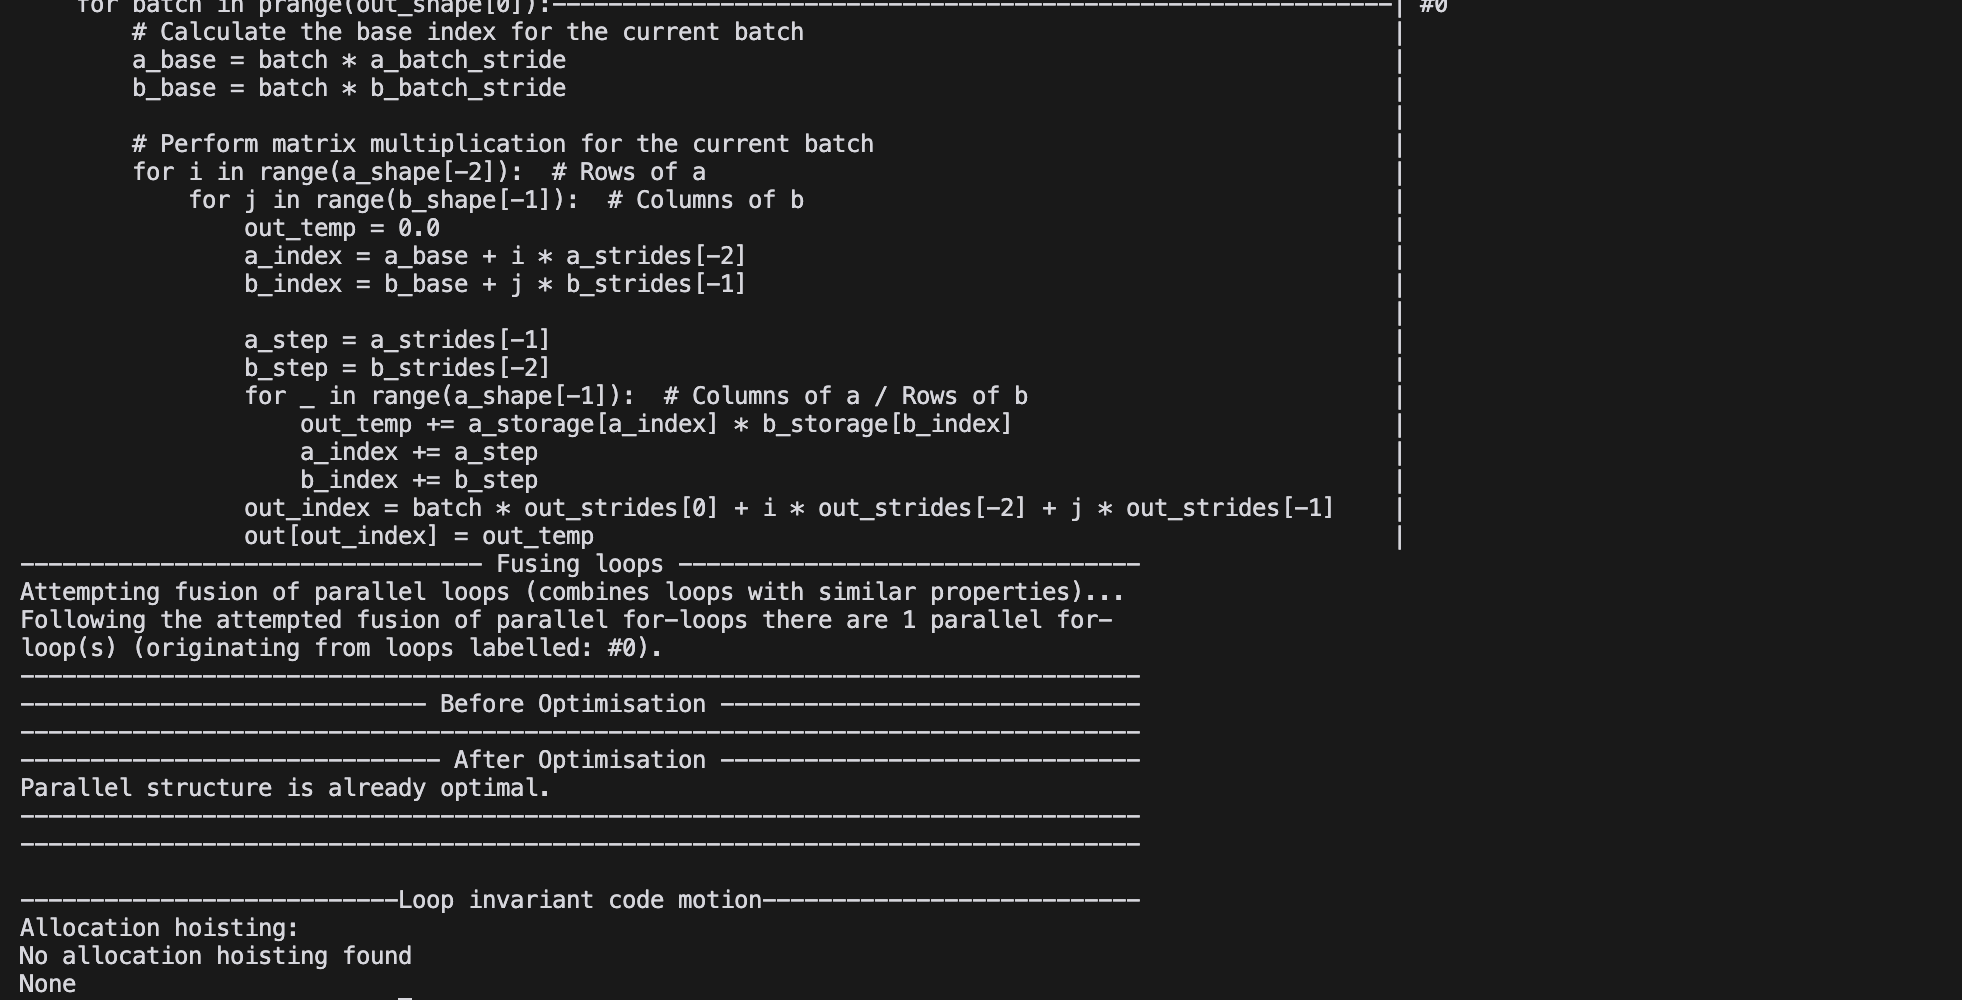 for batch in prange(out_shape[0]):------------------------------------------------------------| #0
        # Calculate the base index for the current batch                                           |
        a_base = batch * a_batch_stride                                                            |
        b_base = batch * b_batch_stride                                                            |
                                                                                                   |
        # Perform matrix multiplication for the current batch                                      |
        for i in range(a_shape[-2]):  # Rows of a                                                  |
            for j in range(b_shape[-1]):  # Columns of b                                           |
                out_temp = 0.0                                                                     |
                a_index = a_base + i * a_strides[-2]                                               |
                b_index = b_base + j * b_strides[-1]                                               |
                                                                                                   |
                a_step = a_strides[-1]                                                             |
                b_step = b_strides[-2]                                                             |
                for _ in range(a_shape[-1]):  # Columns of a / Rows of b                           |
                    out_temp += a_storage[a_index] * b_storage[b_index]                            |
                    a_index += a_step                                                              |
                    b_index += b_step                                                              |
                out_index = batch * out_strides[0] + i * out_strides[-2] + j * out_strides[-1]     |
                out[out_index] = out_temp                                                          |
--------------------------------- Fusing loops ---------------------------------
Attempting fusion of parallel loops (combines loops with similar properties)...
Following the attempted fusion of parallel for-loops there are 1 parallel for-
loop(s) (originating from loops labelled: #0).
--------------------------------------------------------------------------------
----------------------------- Before Optimisation ------------------------------
--------------------------------------------------------------------------------
------------------------------ After Optimisation ------------------------------
Parallel structure is already optimal.
--------------------------------------------------------------------------------
--------------------------------------------------------------------------------

---------------------------Loop invariant code motion---------------------------
Allocation hoisting:
No allocation hoisting found
None